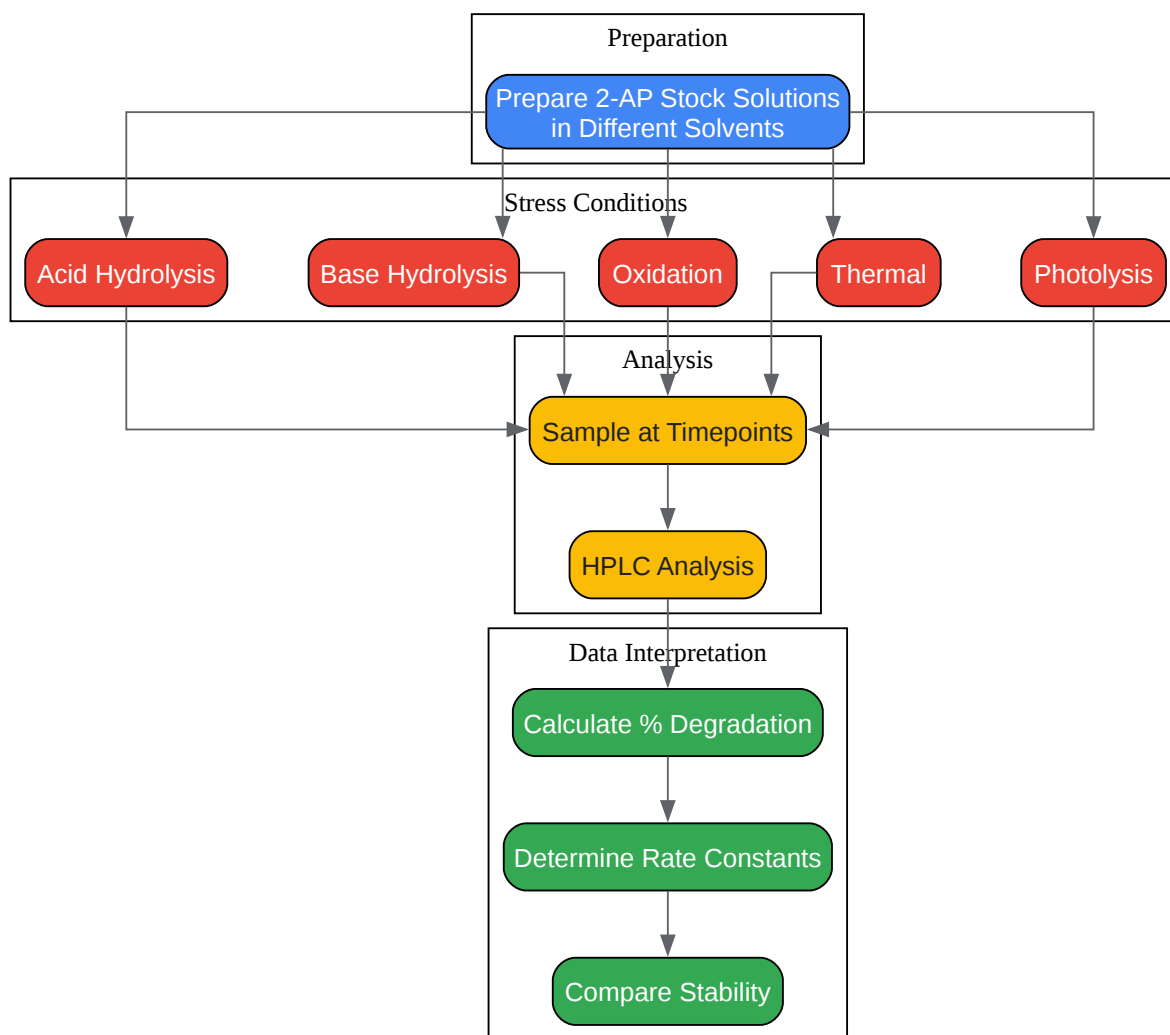 Preparation
Prepare 2-AP Stock Solutions
in Different Solvents
Stress Conditions
Acid Hydrolysis
Base Hydrolysis
Oxidation
Thermal
Photolysis
Analysis
Sample at Timepoints
HPLC Analysis
Data Interpretation
Calculate % Degradation
Determine Rate Constants
Compare Stability